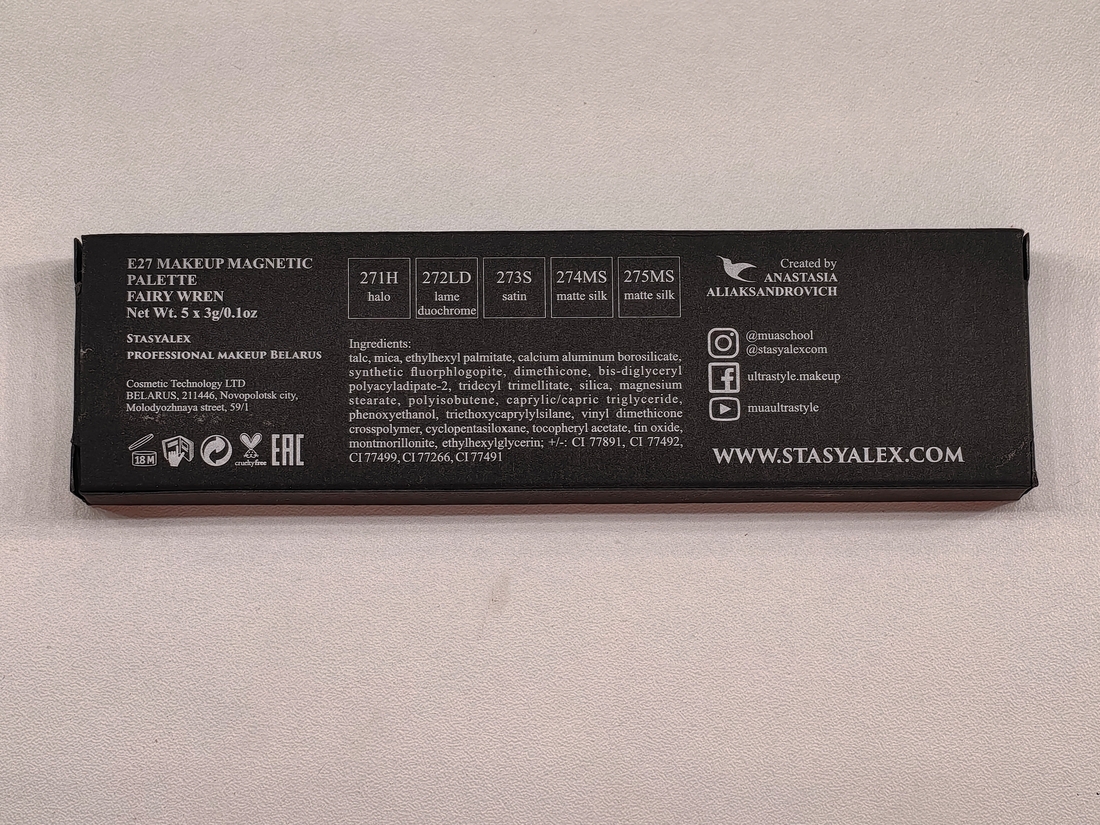 E27 MAKEUP MAGNETIC
PALETTE
FAIRY WREN
Net Wt. 5 x 3g/0.1oz
STASYALEX
PROFESSIONAL MAKEUP BELARUS
Cosmetic Technology LTD
BELARUS, 211446, Novopolotsk city,
Molodyozhnaya street, 59/1
18 M
cruelty free
EAC
271H
halo
272LD
lame
duochrome
273S
satin
274MS
matte silk
275MS
matte silk
Ingredients:
talc, mica, ethylhexyl palmitate, calcium aluminum borosilicate,
synthetic fluorphlogopite, dimethicone, bis-diglyceryl
polyacyladipate-2, tridecyl trimellitate, silica, magnesium
stearate, polyisobutene, caprylic/capric triglyceride,
phenoxyethanol, triethoxycaprylylsilane, vinyl dimethicone
crosspolymer, cyclopentasiloxane, tocopheryl acetate, tin oxide,
montmorillonite, ethylhexylglycerin; +/-: CI 77891, CI 77492,
CI 77499, CI 77266, CI 77491
Created by
ANASTASIA
ALIAKSANDROVICH
@muaschool
@stasyalexcom
ultrastyle.makeup
muaultrastyle
WWW.STASYALEX.COM